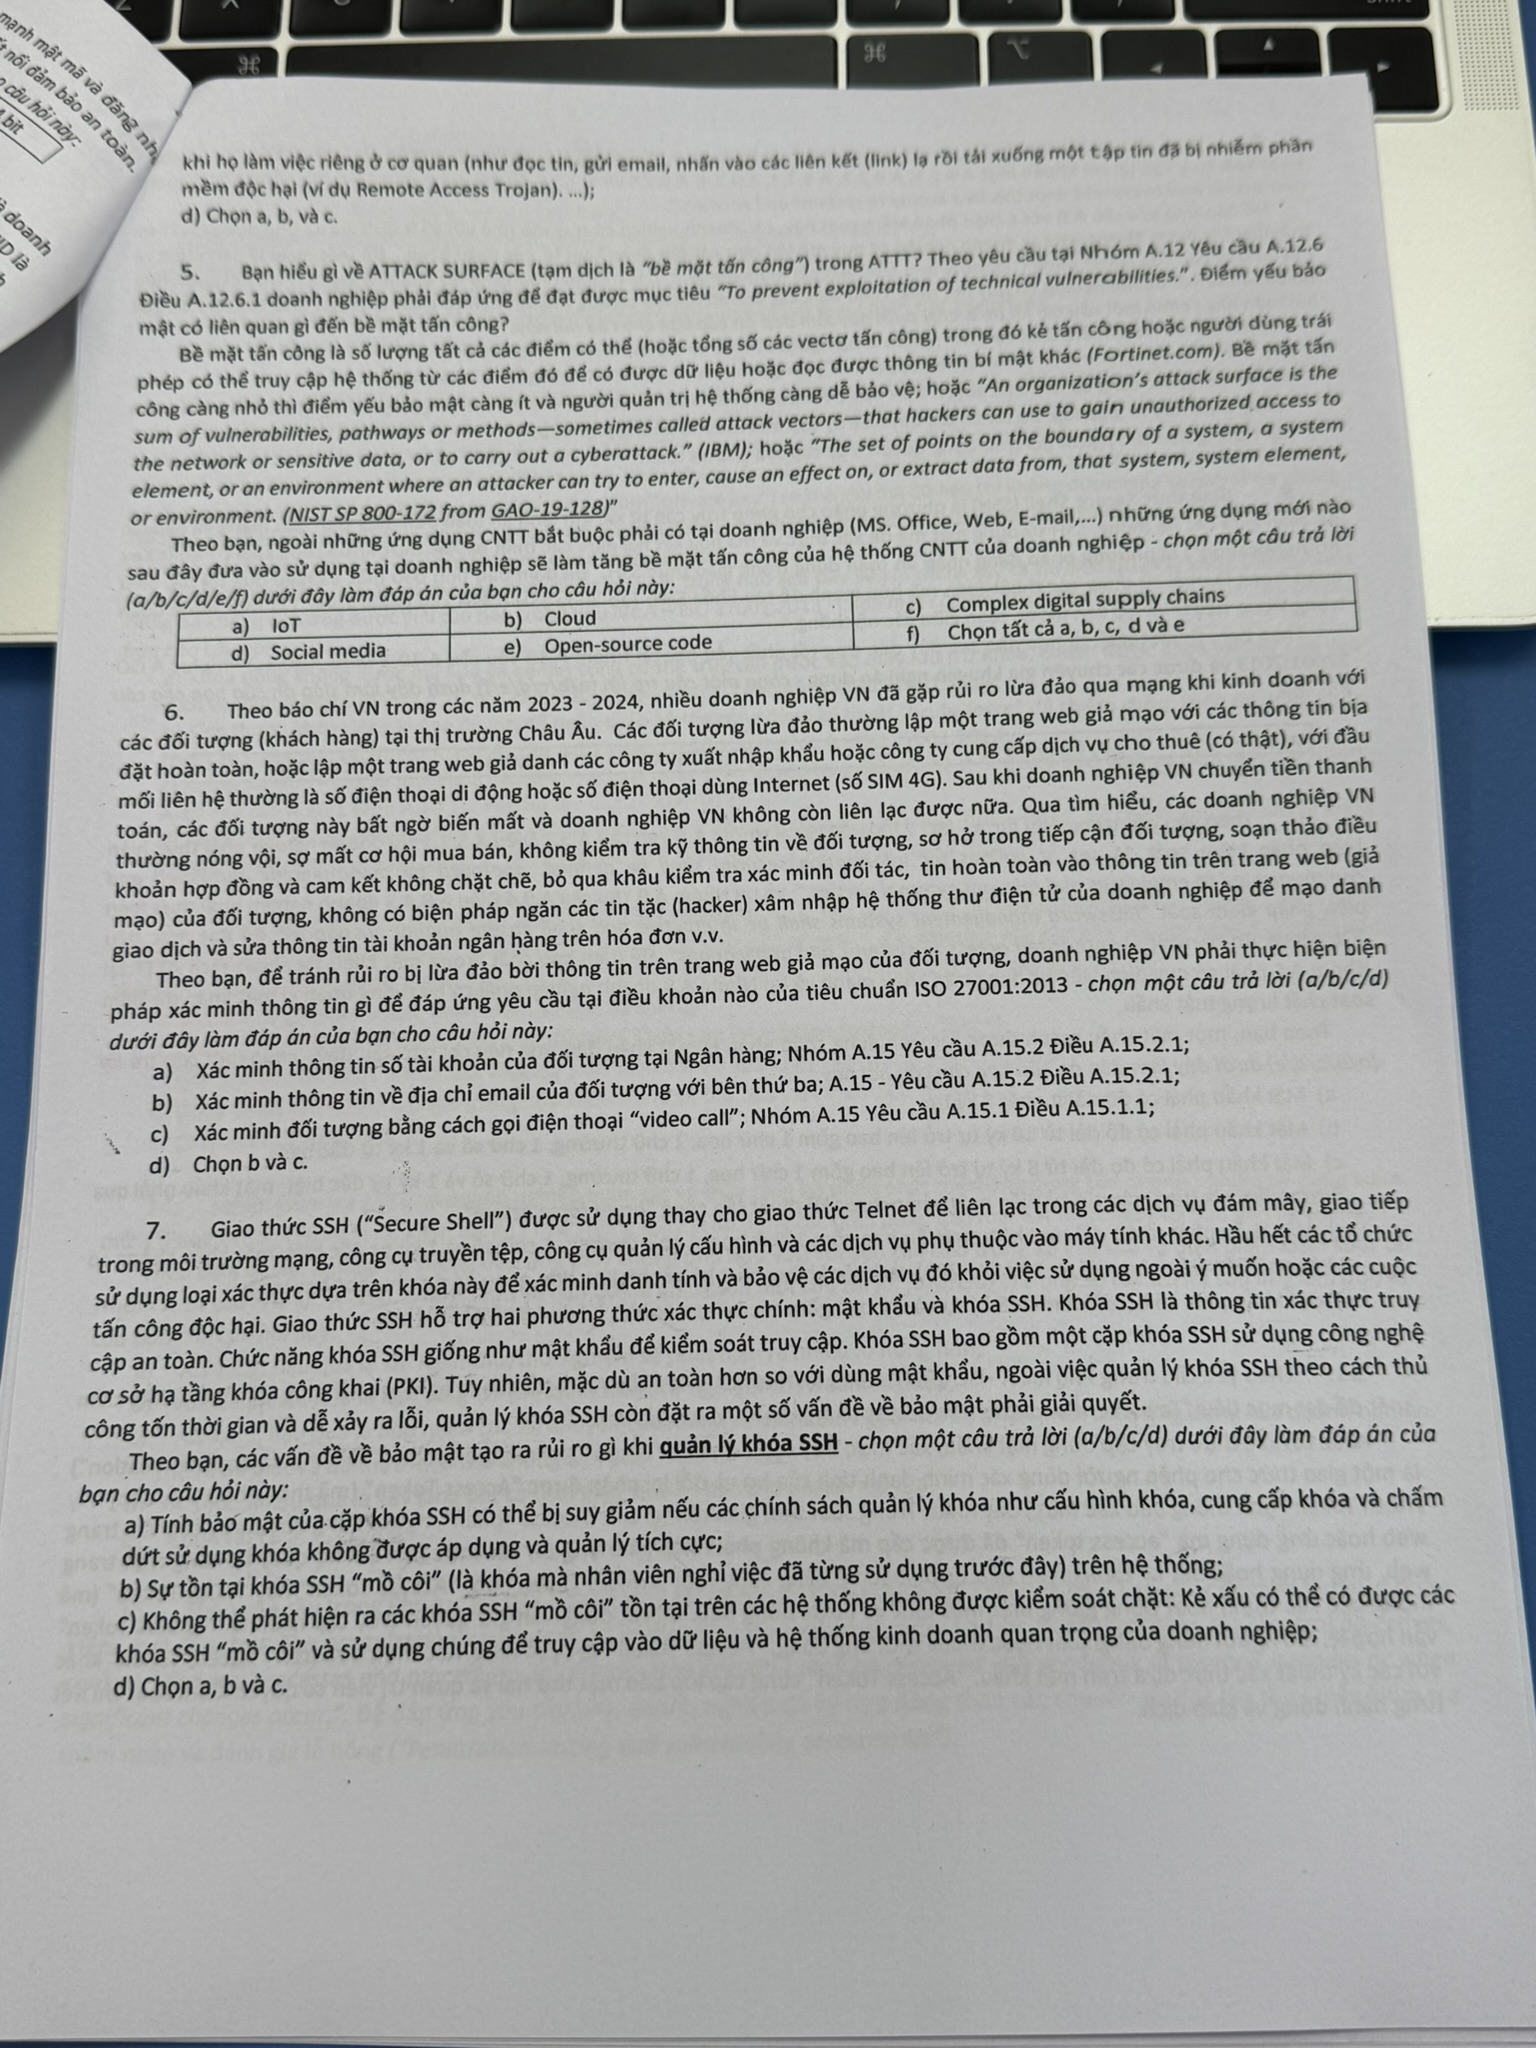 mạnh mật mã và đăng nh
nối đảm bảo an toàn.
câu hỏi này:
bit
doanh
là
khi họ làm việc riêng ở cơ quan (như đọc tin, gửi email, nhấn vào các liên kết (link) lạ rồi tải xuống một tập tin đã bị nhiễm phần
mềm độc hại (ví dụ Remote Access Trojan). ...);
d) Chọn a, b, và c.
5. Bạn hiểu gì về ATTACK SURFACE (tạm dịch là “bề mặt tấn công”) trong ATTT? Theo yêu cầu tại Nhóm A.12 Yêu cầu A.12.6
Điều A.12.6.1 doanh nghiệp phải đáp ứng để đạt được mục tiêu “To prevent exploitation of technical vulnerabilities.”. Điểm yếu bảo
mật có liên quan gì đến bề mặt tấn công?
Bề mặt tấn công là số lượng tất cả các điểm có thể (hoặc tổng số các vectơ tấn công) trong đó kẻ tấn công hoặc người dùng trái
phép có thể truy cập hệ thống từ các điểm đó để có được dữ liệu hoặc đọc được thông tin bí mật khác (Fortinet.com). Bề mặt tấn
công càng nhỏ thì điểm yếu bảo mật càng ít và người quản trị hệ thống càng dễ bảo vệ; hoặc “An organization’s attack surface is the
sum of vulnerabilities, pathways or methods—sometimes called attack vectors—that hackers can use to gain unauthorized access to
the network or sensitive data, or to carry out a cyberattack.” (IBM); hoặc “The set of points on the boundary of a system, a system
element, or an environment where an attacker can try to enter, cause an effect on, or extract data from, that system, system element,
or environment. (NIST SP 800-172 from GAO-19-128)”
Theo bạn, ngoài những ứng dụng CNTT bắt buộc phải có tại doanh nghiệp (MS. Office, Web, E-mail,...) những ứng dụng mới nào
sau đây đưa vào sử dụng tại doanh nghiệp sẽ làm tăng bề mặt tấn công của hệ thống CNTT của doanh nghiệp - chọn một câu trả lời
(a/b/c/d/e/f) dưới đây làm đáp án của bạn cho câu hỏi này:
a) IoT b) Cloud c) Complex digital supply chains
d) Social media e) Open-source code f) Chọn tất cả a, b, c, d và e
6. Theo báo chí VN trong các năm 2023 - 2024, nhiều doanh nghiệp VN đã gặp rủi ro lừa đảo qua mạng khi kinh doanh với
các đối tượng (khách hàng) tại thị trường Châu Âu. Các đối tượng lừa đảo thường lập một trang web giả mạo với các thông tin bịa
đặt hoàn toàn, hoặc lập một trang web giả danh các công ty xuất nhập khẩu hoặc công ty cung cấp dịch vụ cho thuê (có thật), với đầu
mối liên hệ thường là số điện thoại di động hoặc số điện thoại dùng Internet (số SIM 4G). Sau khi doanh nghiệp VN chuyển tiền thanh
toán, các đối tượng này bất ngờ biến mất và doanh nghiệp VN không còn liên lạc được nữa. Qua tìm hiểu, các doanh nghiệp VN
thường nóng vội, sợ mất cơ hội mua bán, không kiểm tra kỹ thông tin về đối tượng, sơ hở trong tiếp cận đối tượng, soạn thảo điều
khoản hợp đồng và cam kết không chặt chẽ, bỏ qua khâu kiểm tra xác minh đối tác, tin hoàn toàn vào thông tin trên trang web (giả
mạo) của đối tượng, không có biện pháp ngăn các tin tặc (hacker) xâm nhập hệ thống thư điện tử của doanh nghiệp để mạo danh
giao dịch và sửa thông tin tài khoản ngân hàng trên hóa đơn v.v.
Theo bạn, để tránh rủi ro bị lừa đảo bởi thông tin trên trang web giả mạo của đối tượng, doanh nghiệp VN phải thực hiện biện
pháp xác minh thông tin gì để đáp ứng yêu cầu tại điều khoản nào của tiêu chuẩn ISO 27001:2013 - chọn một câu trả lời (a/b/c/d)
dưới đây làm đáp án của bạn cho câu hỏi này:
a) Xác minh thông tin số tài khoản của đối tượng tại Ngân hàng; Nhóm A.15 Yêu cầu A.15.2 Điều A.15.2.1;
b) Xác minh thông tin về địa chỉ email của đối tượng với bên thứ ba; A.15 - Yêu cầu A.15.2 Điều A.15.2.1;
c) Xác minh đối tượng bằng cách gọi điện thoại “video call”; Nhóm A.15 Yêu cầu A.15.1 Điều A.15.1.1;
d) Chọn b và c.
7. Giao thức SSH (“Secure Shell”) được sử dụng thay cho giao thức Telnet để liên lạc trong các dịch vụ đám mây, giao tiếp
trong môi trường mạng, công cụ truyền tệp, công cụ quản lý cấu hình và các dịch vụ phụ thuộc vào máy tính khác. Hầu hết các tổ chức
sử dụng loại xác thực dựa trên khóa này để xác minh danh tính và bảo vệ các dịch vụ đó khỏi việc sử dụng ngoài ý muốn hoặc các cuộc
tấn công độc hại. Giao thức SSH hỗ trợ hai phương thức xác thực chính: mật khẩu và khóa SSH. Khóa SSH là thông tin xác thực truy
cập an toàn. Chức năng khóa SSH giống như mật khẩu để kiểm soát truy cập. Khóa SSH bao gồm một cặp khóa SSH sử dụng công nghệ
cơ sở hạ tầng khóa công khai (PKI). Tuy nhiên, mặc dù an toàn hơn so với dùng mật khẩu, ngoài việc quản lý khóa SSH theo cách thủ
công tốn thời gian và dễ xảy ra lỗi, quản lý khóa SSH còn đặt ra một số vấn đề về bảo mật phải giải quyết.
Theo bạn, các vấn đề về bảo mật tạo ra rủi ro gì khi quản lý khóa SSH - chọn một câu trả lời (a/b/c/d) dưới đây làm đáp án của
bạn cho câu hỏi này:
a) Tính bảo mật của cặp khóa SSH có thể bị suy giảm nếu các chính sách quản lý khóa như cấu hình khóa, cung cấp khóa và chấm
dứt sử dụng khóa không được áp dụng và quản lý tích cực;
b) Sự tồn tại khóa SSH “mồ côi” (là khóa mà nhân viên nghỉ việc đã từng sử dụng trước đây) trên hệ thống;
c) Không thể phát hiện ra các khóa SSH “mồ côi” tồn tại trên các hệ thống không được kiểm soát chặt: Kẻ xấu có thể có được các
khóa SSH “mồ côi” và sử dụng chúng để truy cập vào dữ liệu và hệ thống kinh doanh quan trọng của doanh nghiệp;
d) Chọn a, b và c.